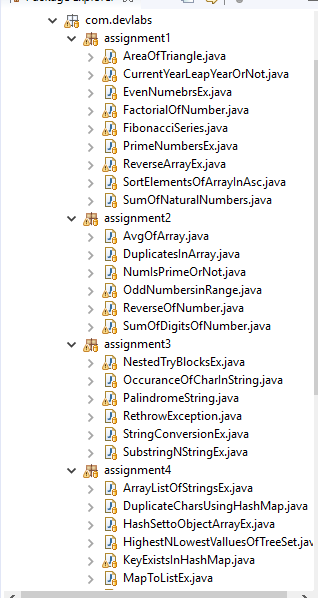 com.devlabs
assignment1
AreaOfTriangle.java
CurrentYearLeapYearOrNot.java
EvenNumebrsEx.java
FactorialOfNumber.java
FibonacciSeries.java
PrimeNumbersEx.java
ReverseArrayEx.java
SortElementsOfArrayInAsc.java
SumOfNaturalNumbers.java
assignment2
AvgOfArray.java
DuplicatesInArray.java
NumIsPrimeOrNot.java
OddNumbersinRange.java
ReverseOfNumber.java
SumOfDigitsOfNumber.java
assignment3
NestedTryBlocksEx.java
OccuranceOfCharInString.java
PalindromeString.java
RethrowException.java
StringConversionEx.java
SubstringNStringEx.java
assignment4
ArrayListOfStringsEx.java
DuplicateCharsUsingHashMap.java
HashSettoObjectArrayEx.java
HighestNLowestValluesOfTreeSet.java
KeyExistsInHashMap.java
MapToListEx.java